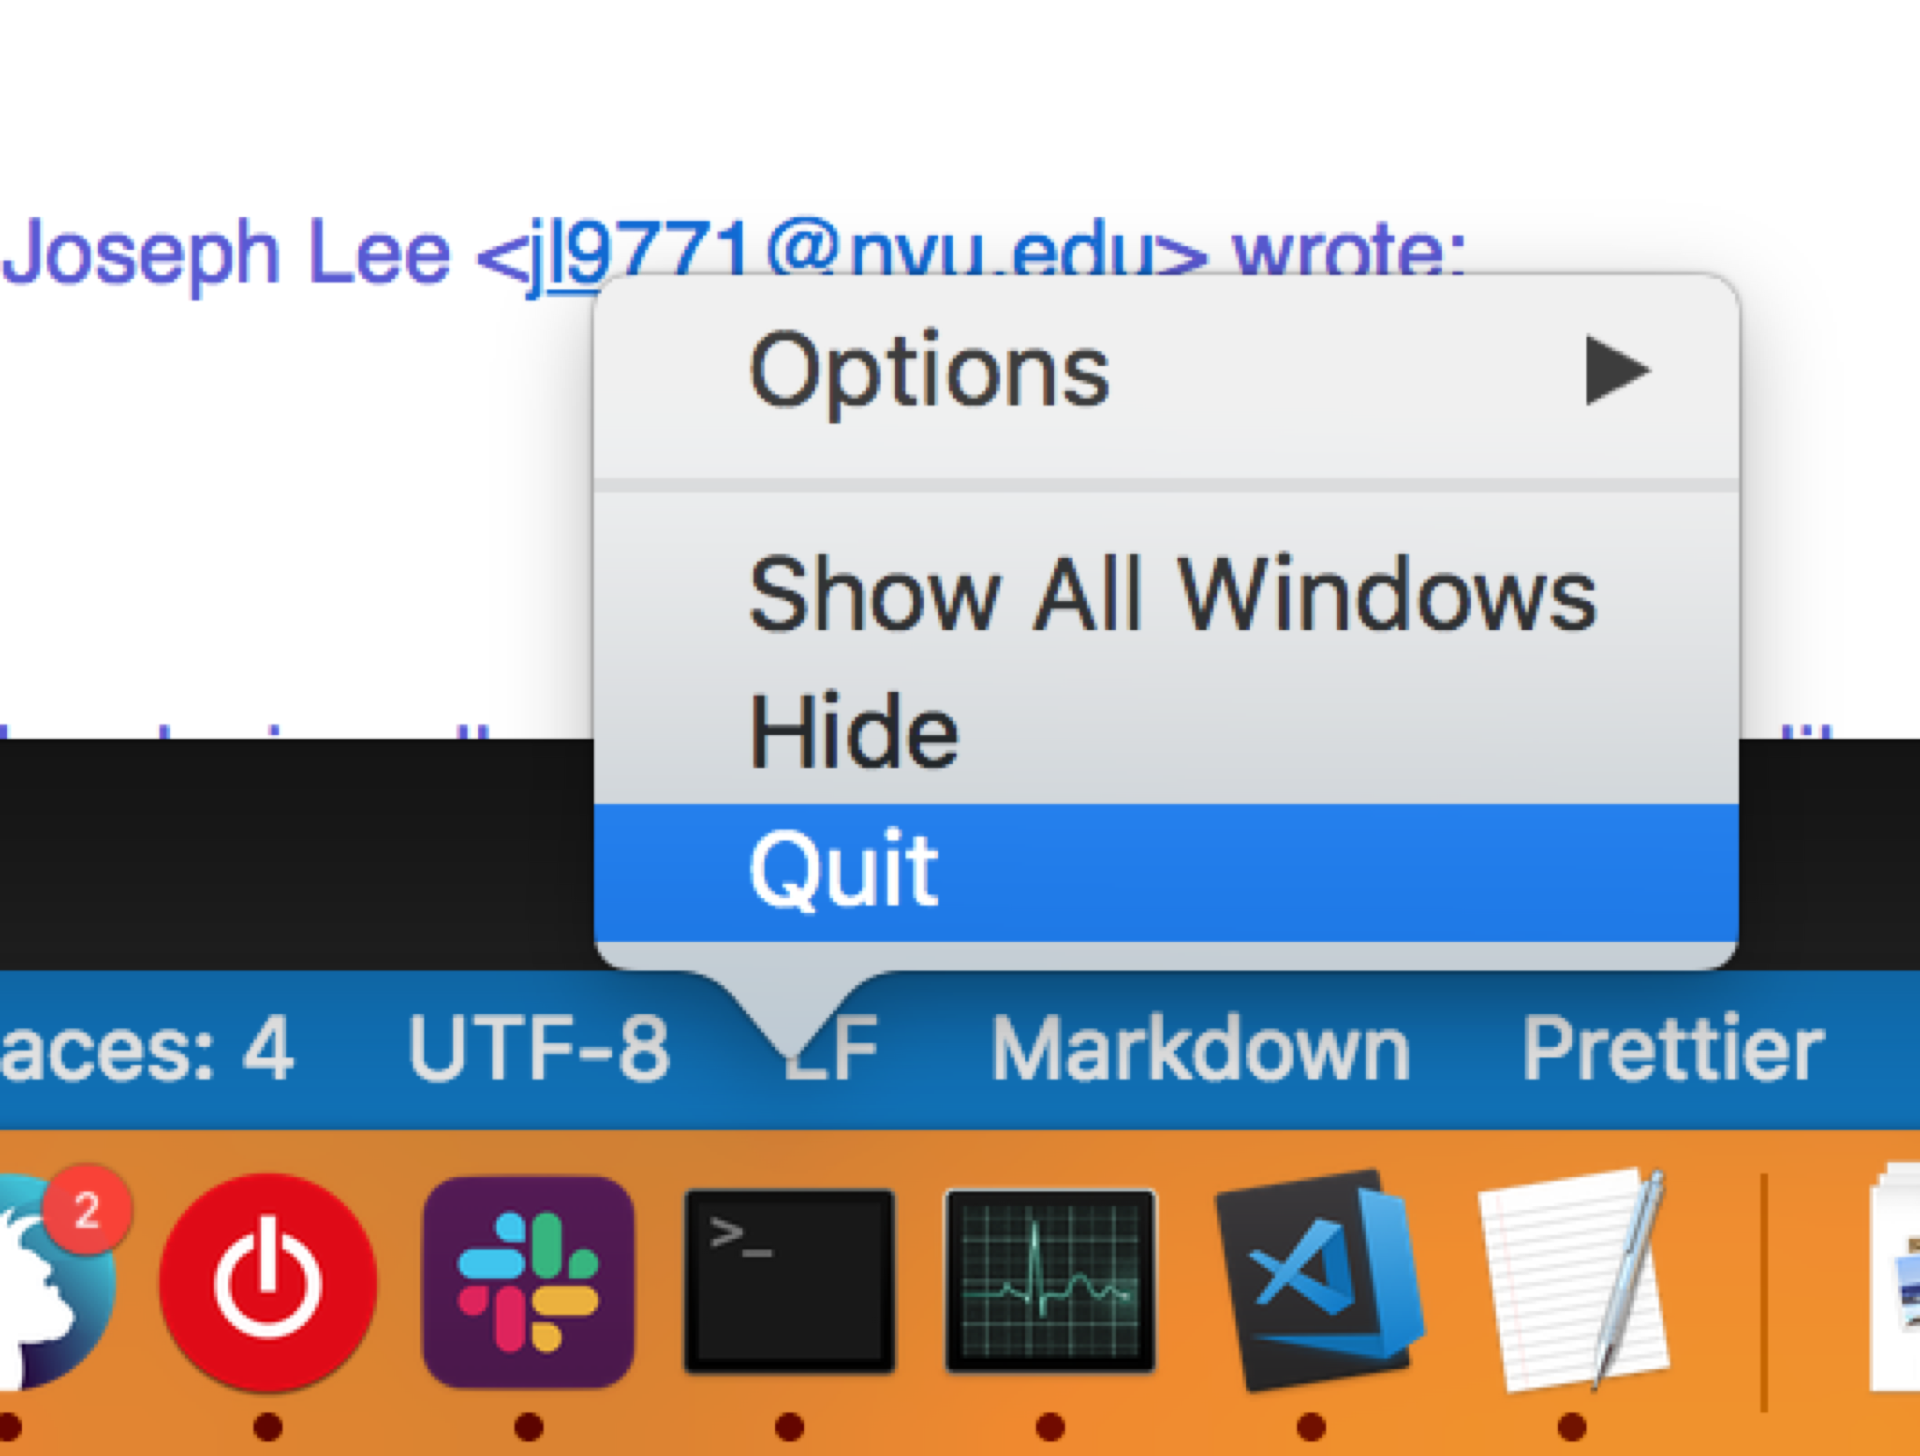 Joseph Lee <jl9771@nyu.edu> wrote:
Options
Show All Windows
Hide
Quit
aces: 4 UTF-8 LF Markdown Prettier
2
>_